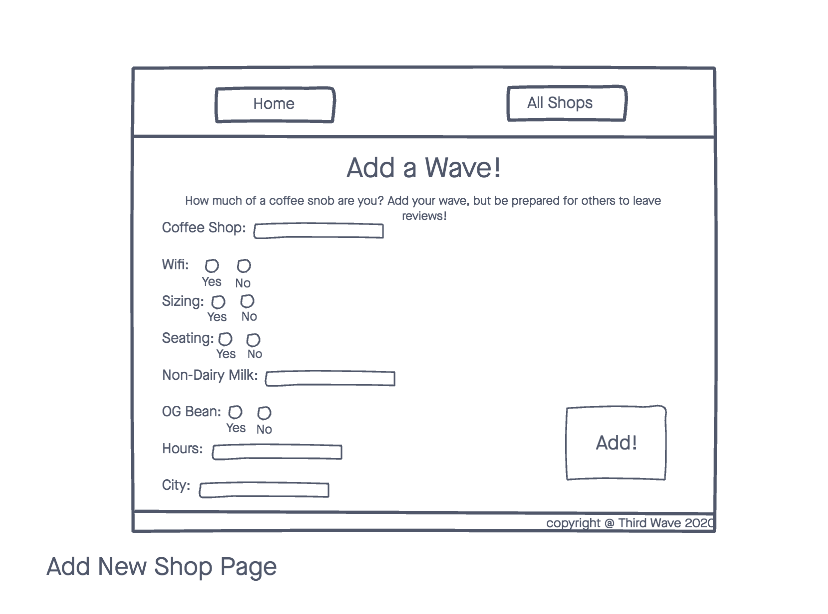 Home
All Shops
Add a Wave!
How much of a coffee snob are you? Add your wave, but be prepared for others to leave
reviews!
Coffee Shop:
Wifi:
Yes No
Sizing:
Yes No
Seating:
Yes No
Non-Dairy Milk:
OG Bean:
Yes No
Hours:
City:
Add!
copyright @ Third Wave 2020
Add New Shop Page